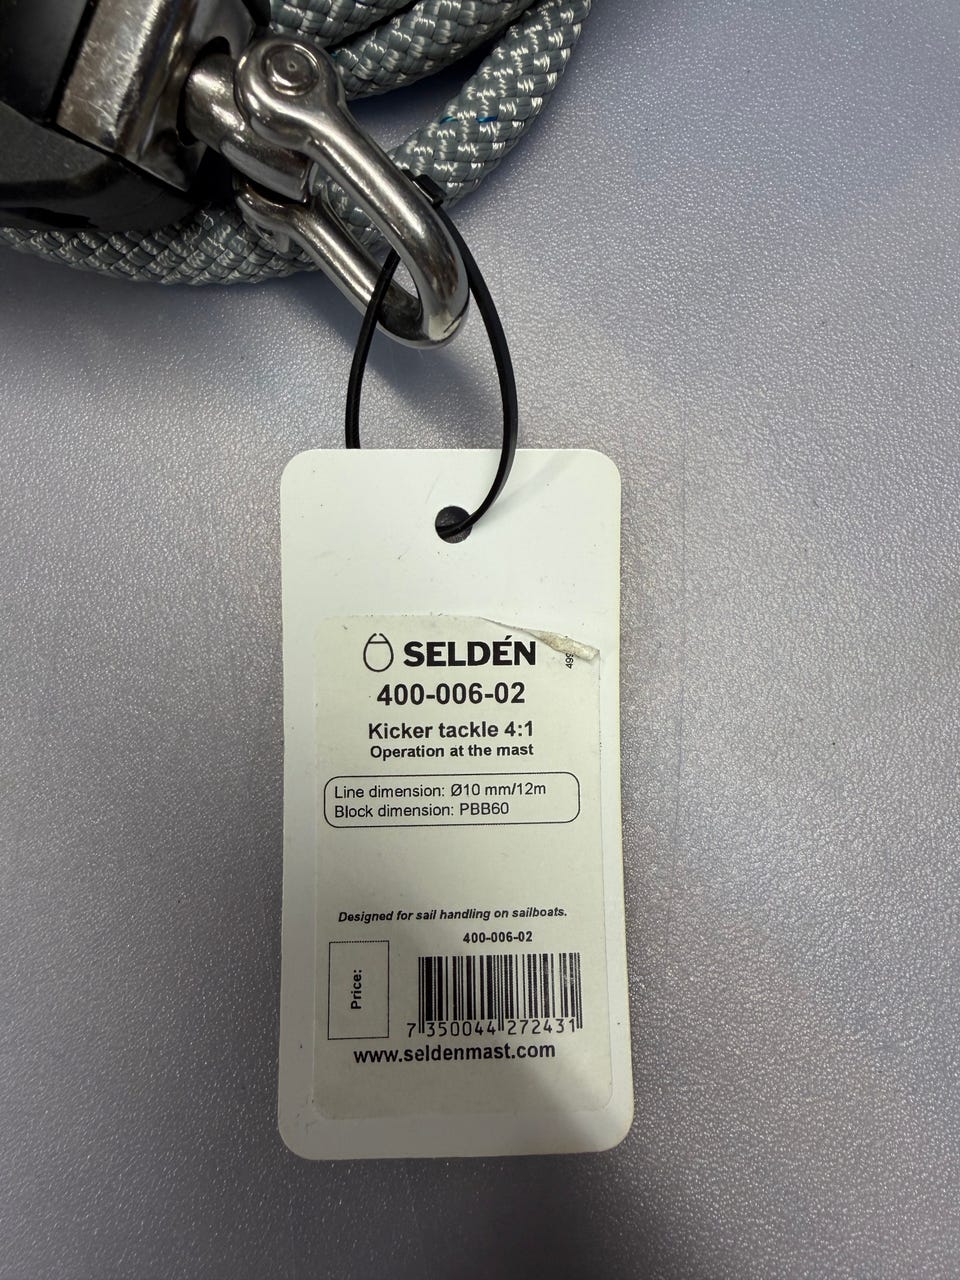 SELDÉN
499
400-006-02
Kicker tackle 4:1
Operation at the mast
Line dimension: Ø10 mm/12m
Block dimension: PBB60
Designed for sail handling on sailboats.
400-006-02
Price:
7 350044 272431
www.seldenmast.com